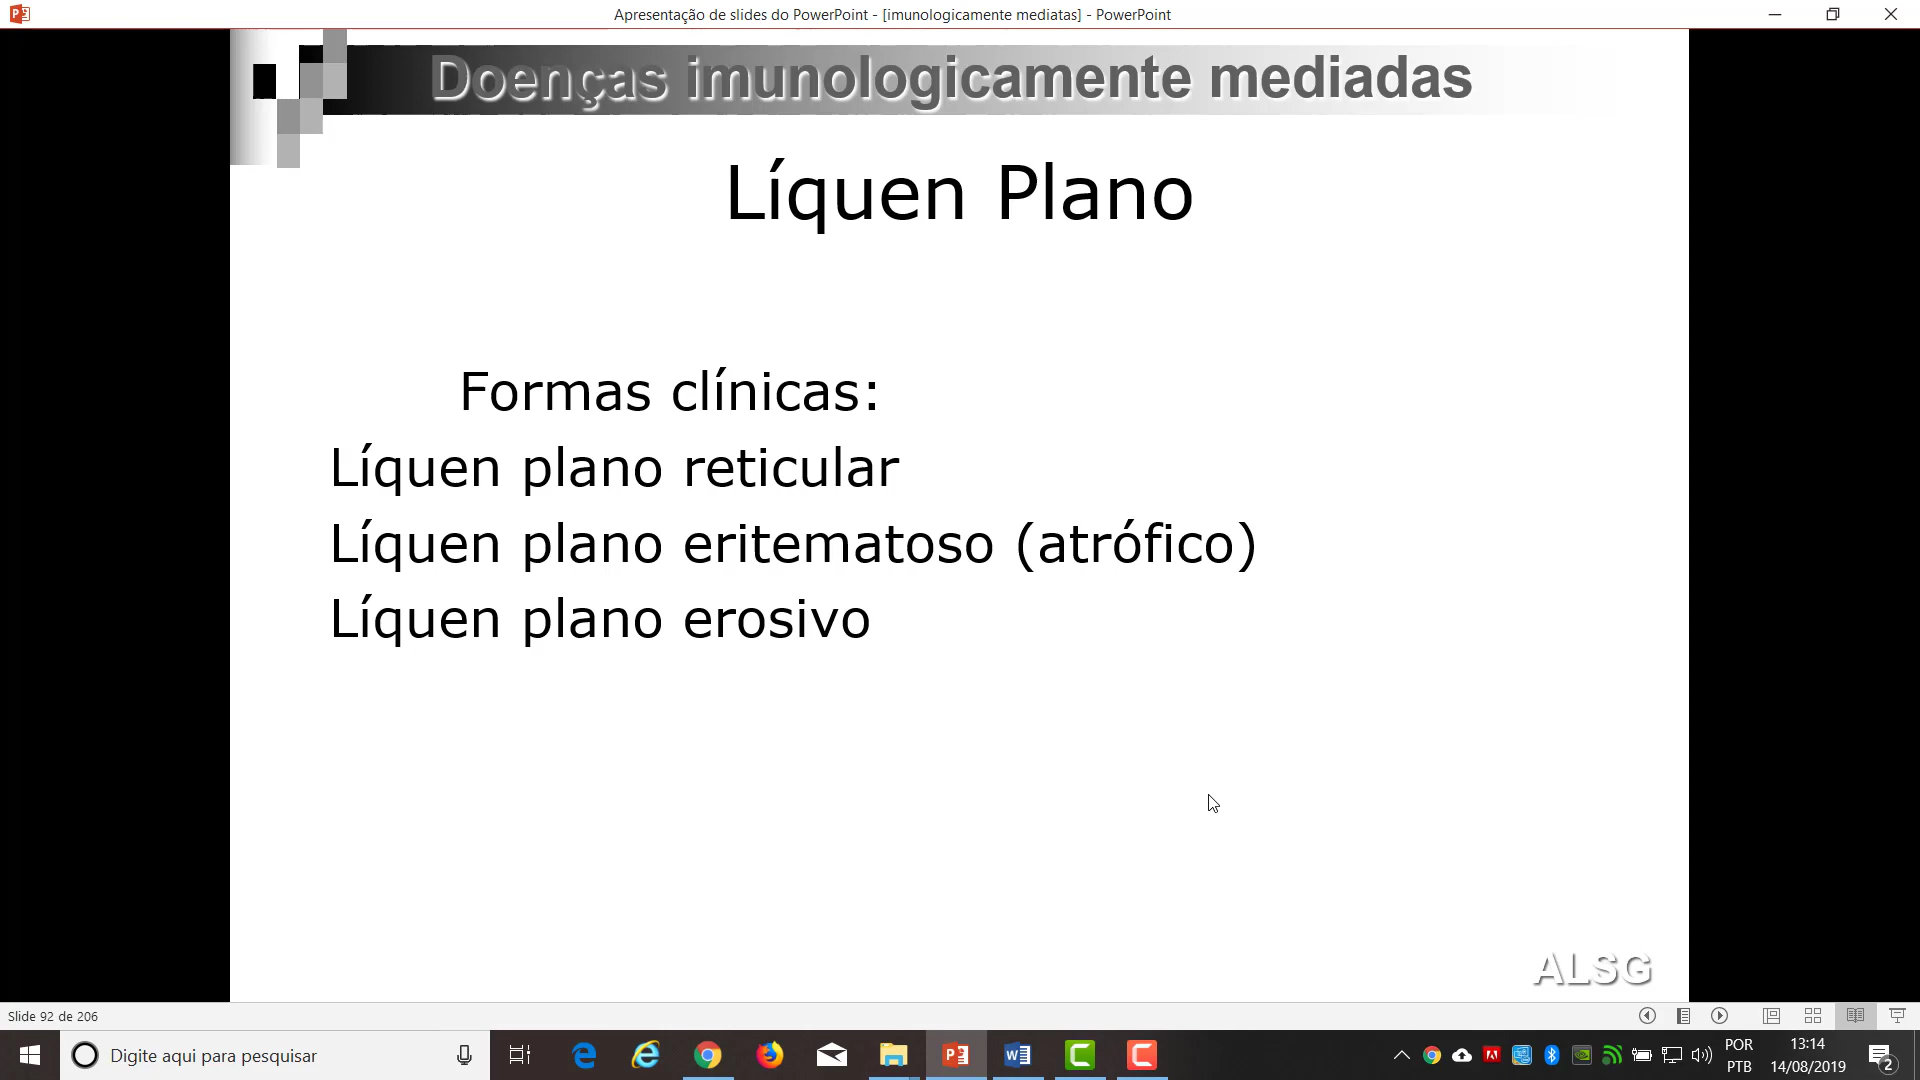 Apresentação de slides do PowerPoint - [imunologicamente mediatas] - PowerPoint
Doenças imunologicamente mediadas
Líquen Plano
Formas clínicas:
Líquen plano reticular
Líquen plano eritematoso (atrófico)
Líquen plano erosivo
ALSG
Slide 92 de 206
Digite aqui para pesquisar
POR
PTB
13:14
14/08/2019
2